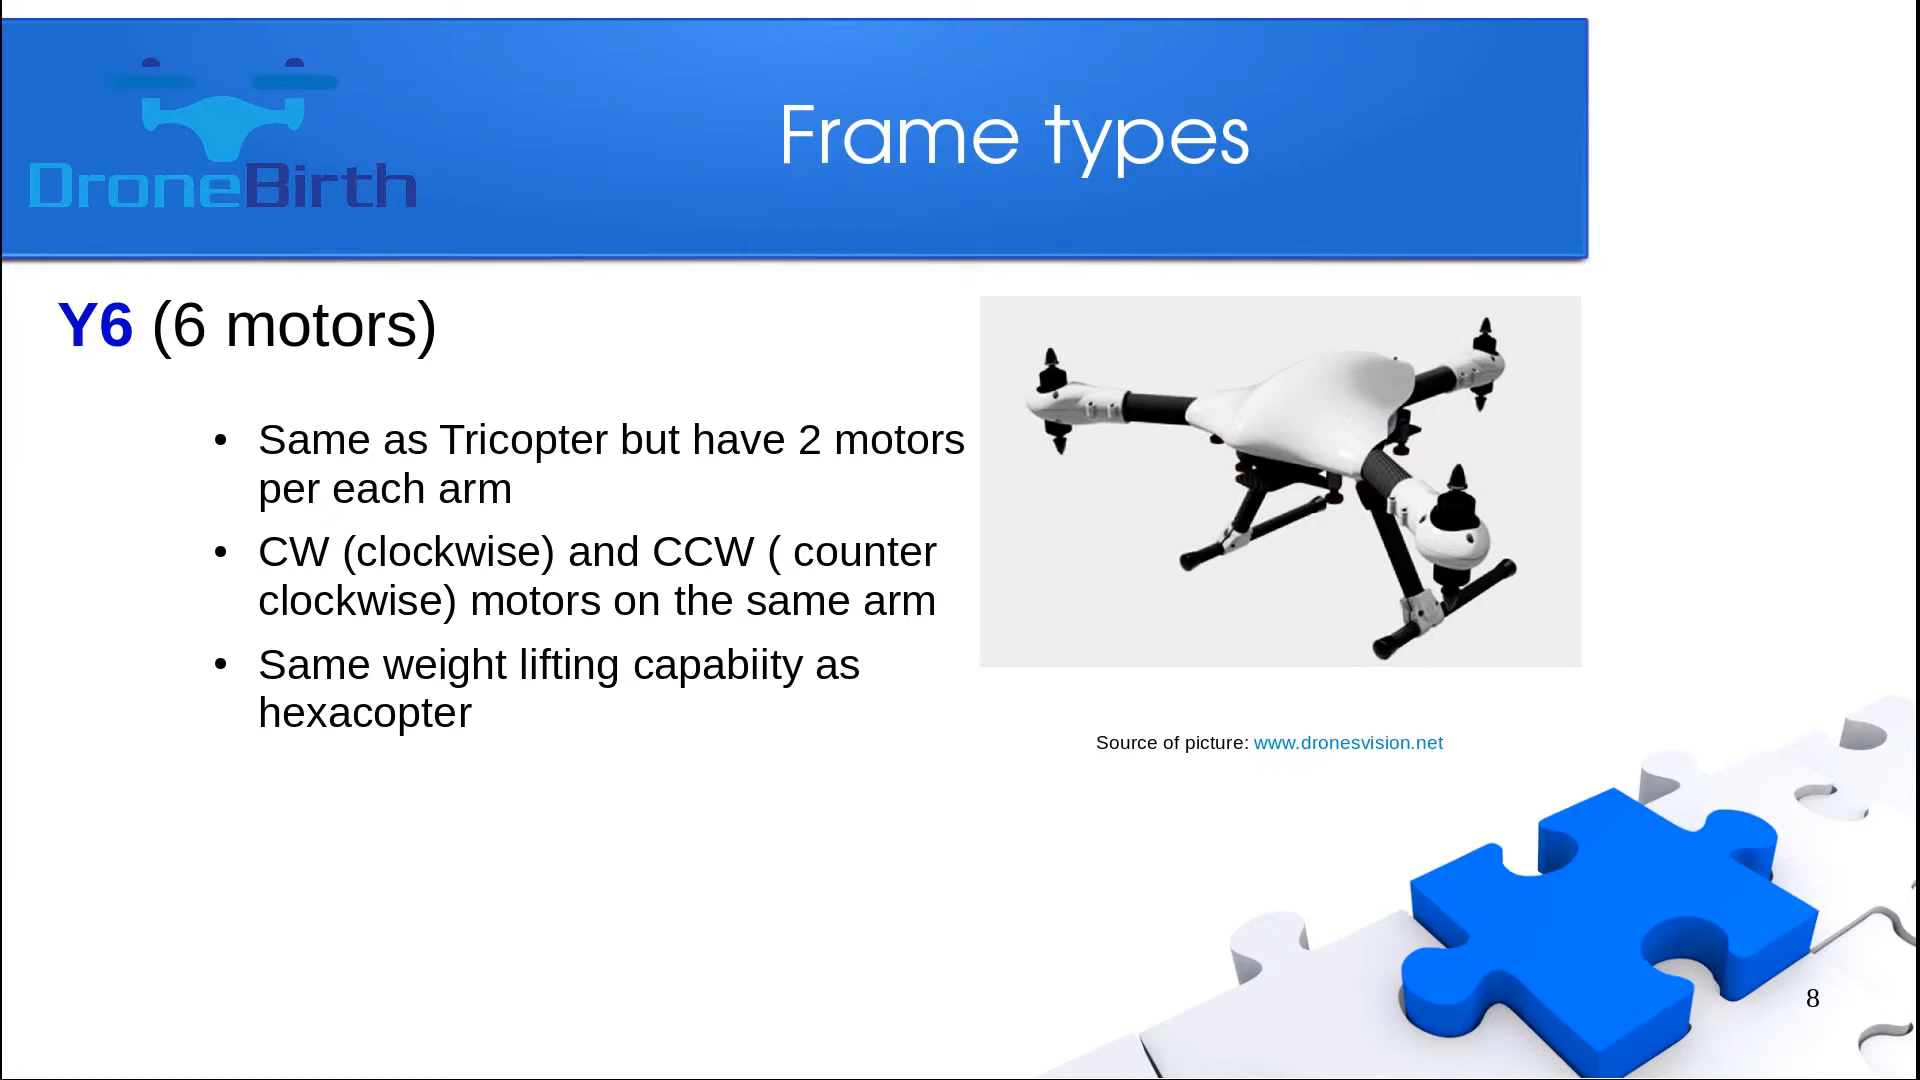 DroneBirth
Frame types
Y6 (6 motors)
• Same as Tricopter but have 2 motors
per each arm
• CW (clockwise) and CCW ( counter
clockwise) motors on the same arm
• Same weight lifting capabiity as
hexacopter
Source of picture: www.dronesvision.net
8